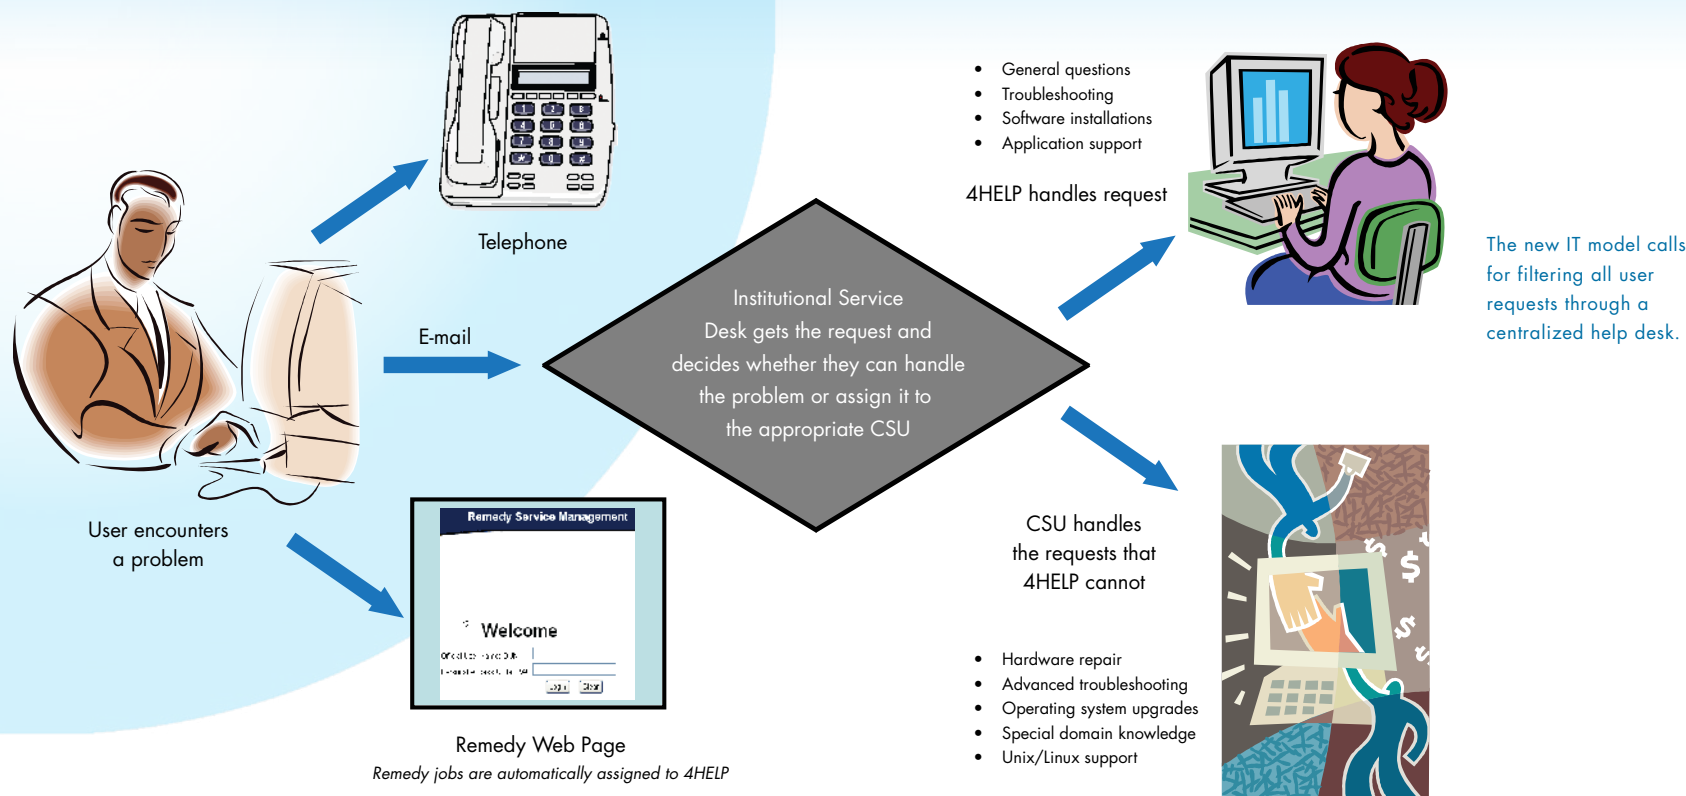 Telephone
E-mail
User encounters
a problem
Remedy Service Management
Welcome
Login Clear
Remedy Web Page
Remedy jobs are automatically assigned to 4HELP
Institutional Service
Desk gets the request and
decides whether they can handle
the problem or assign it to
the appropriate CSU
• General questions
• Troubleshooting
• Software installations
• Application support
4HELP handles request
CSU handles
the requests that
4HELP cannot
• Hardware repair
• Advanced troubleshooting
• Operating system upgrades
• Special domain knowledge
• Unix/Linux support
The new IT model calls
for filtering all user
requests through a
centralized help desk.